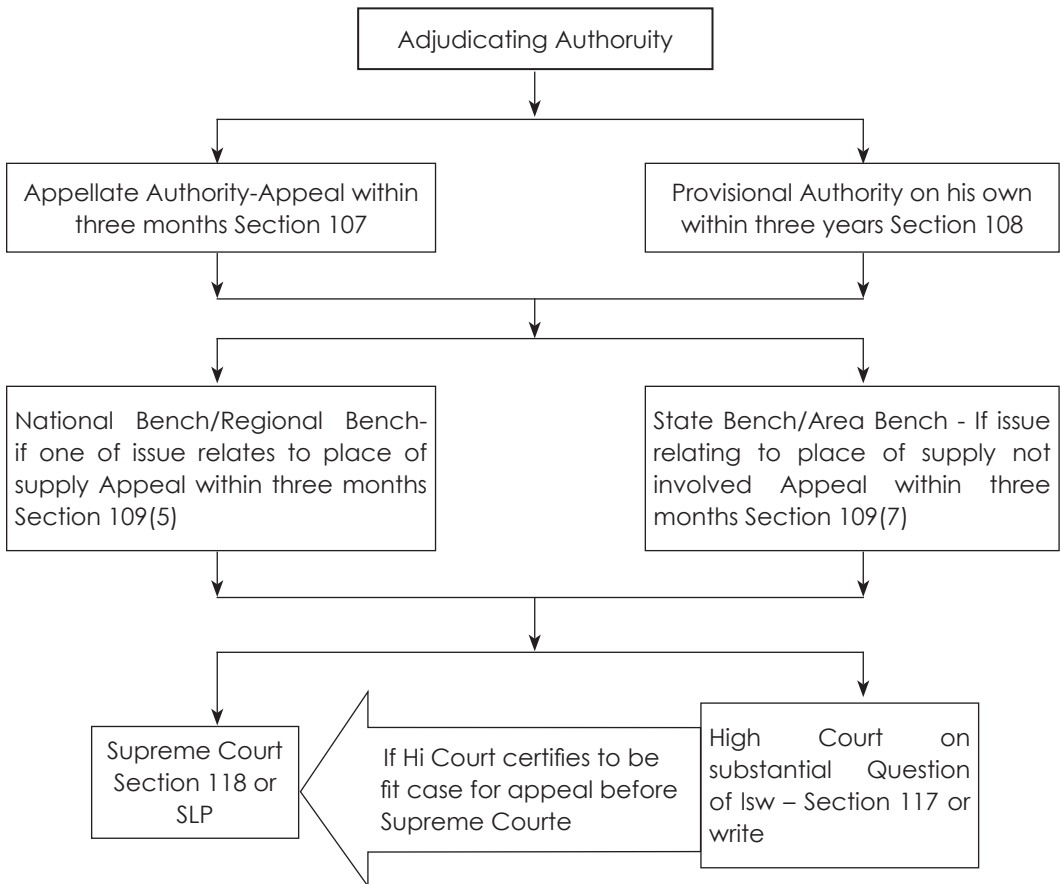 Adjudicating Authoruity
Appellate Authority-Appeal within
three months Section 107
Provisional Authority on his own
within three years Section 108
National Bench/Regional Bench-
if one of issue relates to place of
supply Appeal within three months
Section 109(5)
State Bench/Area Bench - If issue
relating to place of supply not
involved Appeal within three
months Section 109(7)
Supreme Court
Section 118 or
SLP
If Hi Court certifies to be
fit case for appeal before
Supreme Courte
High Court on
substantial Question
of lsw – Section 117 or
write